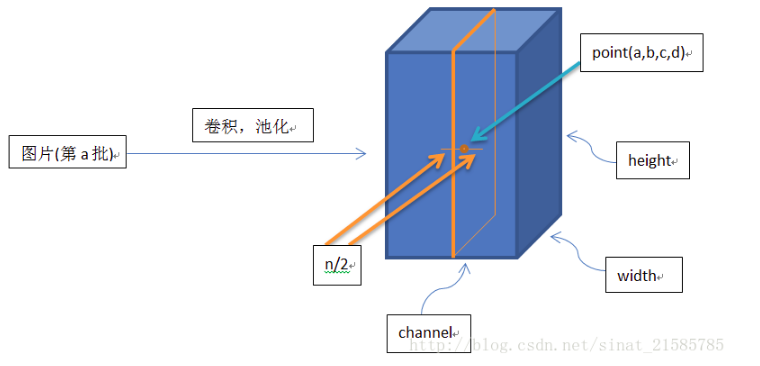 point(a,b,c,d)
卷积，池化
图片(第 a 批)
height
n/2
width
channel
http://blog.csdn.net/sinat_21585785